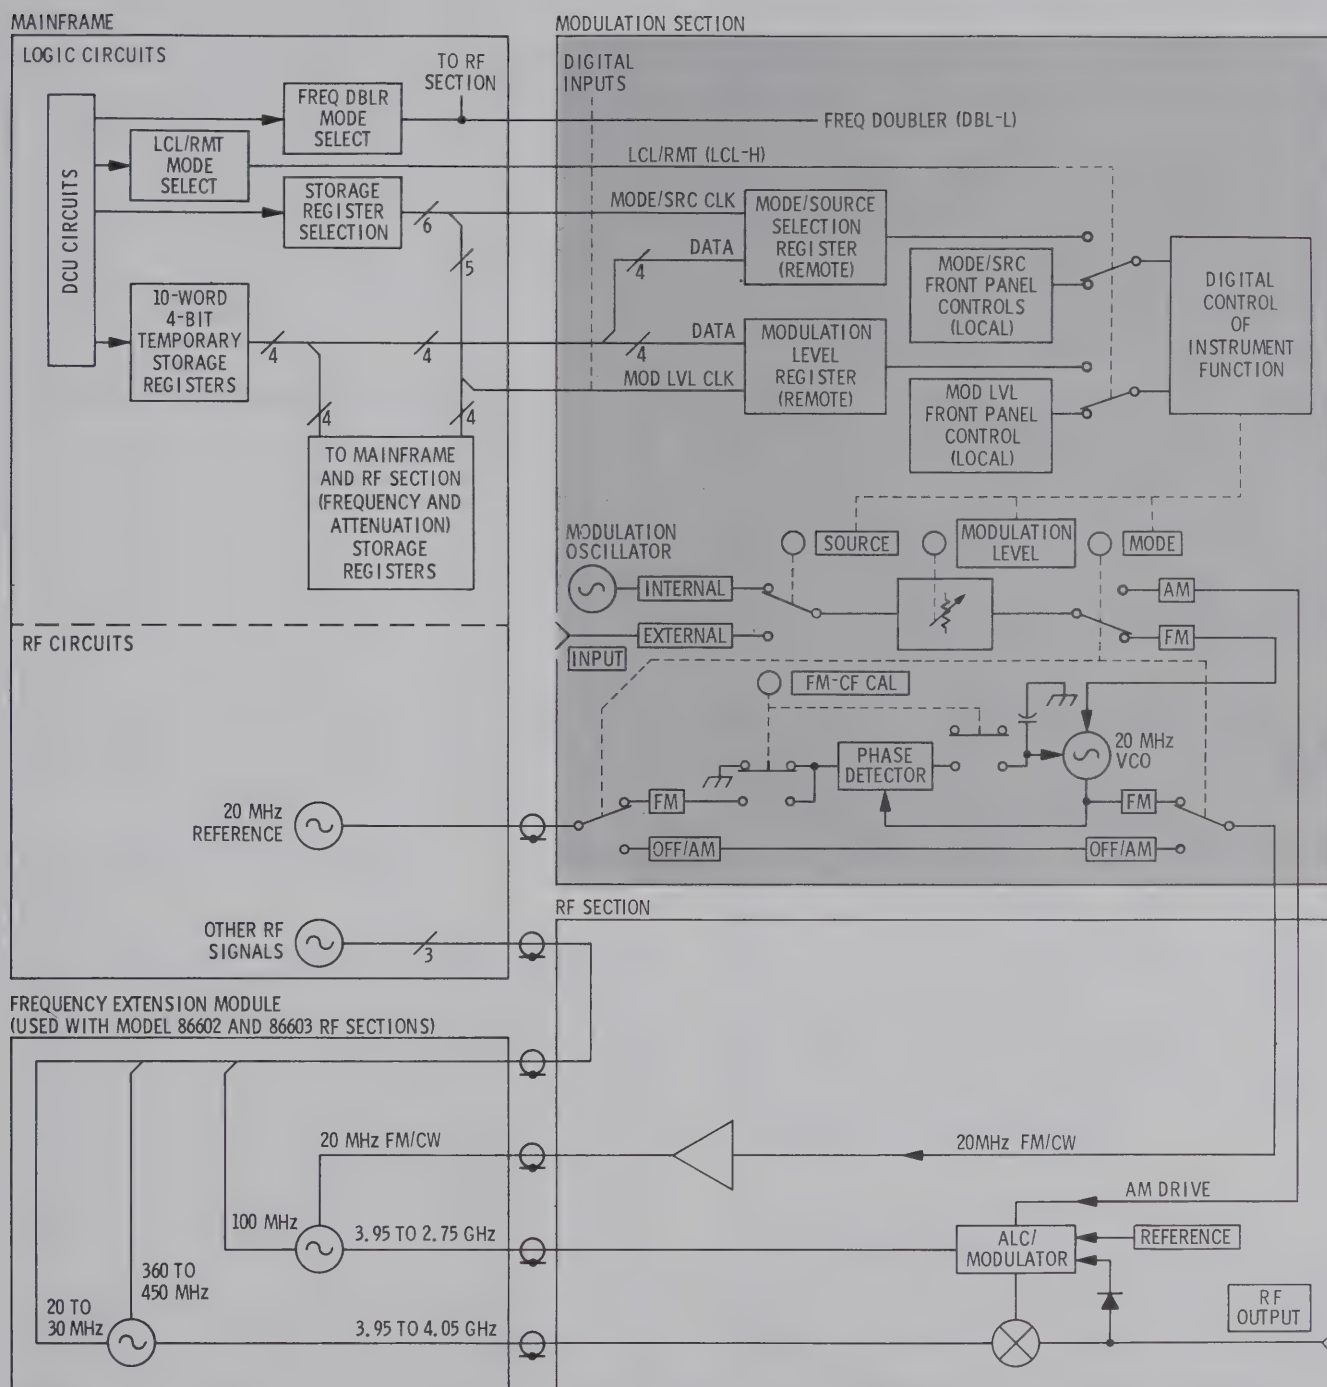 MAINFRAME
LOGIC CIRCUITS
TO RF
SECTION
DCU CIRCUITS
FREQ DBLR
MODE
SELECT
LCL/RMT
MODE
SELECT
STORAGE
REGISTER
SELECTION
6
5
10-WORD
4-BIT
TEMPORARY
STORAGE
REGISTERS
4
4
4
4
TO MAINFRAME
AND RF SECTION
(FREQUENCY AND
ATTENUATION)
STORAGE
REGISTERS
RF CIRCUITS
20 MHz
REFERENCE
OTHER RF
SIGNALS
3
MODULATION SECTION
DIGITAL
INPUTS
FREQ DOUBLER (DBL-L)
LCL/RMT (LCL-H)
MODE/SRC CLK
DATA
4
MODE/SOURCE
SELECTION
REGISTER
(REMOTE)
MODE/SRC
FRONT PANEL
CONTROLS
(LOCAL)
DIGITAL
CONTROL
OF
INSTRUMENT
FUNCTION
DATA
4
MOD LVL CLK
MODULATION
LEVEL
REGISTER
(REMOTE)
MOD LVL
FRONT PANEL
CONTROL
(LOCAL)
MODULATION
OSCILLATOR
SOURCE
MODULATION
LEVEL
MODE
INTERNAL
AM
EXTERNAL
FM
INPUT
FM-CF CAL
PHASE
DETECTOR
20 MHz
VCO
FM
FM
OFF/AM
OFF/AM
RF SECTION
20MHz FM/CW
AM DRIVE
ALC/
MODULATOR
REFERENCE
RF
OUTPUT
FREQUENCY EXTENSION MODULE
(USED WITH MODEL 86602 AND 86603 RF SECTIONS)
20 MHz FM/CW
100 MHz
3.95 TO 2.75 GHz
360 TO
450 MHz
20 TO
30 MHz
3.95 TO 4.05 GHz